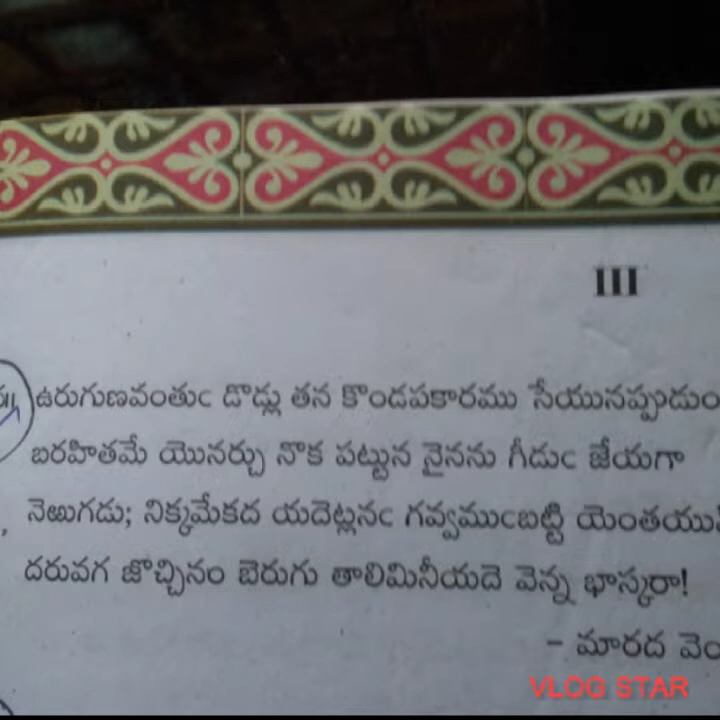 III
ఉరుగుణవంతుఁ డొడ్లు తన కొండపకారము సేయునప్పుడుం
బరహితమే యొనర్చు నొక పట్టున నైనను గీడుఁ జేయగా
నెఱుగడు; నిక్కమేకద యదెట్లనఁ గవ్వముఁబట్టి యెంతయు
దరువగ జొచ్చినం బెరుగు తాలిమినీయదె వెన్న భాస్కరా!
– మారద వెం
VLOG STAR